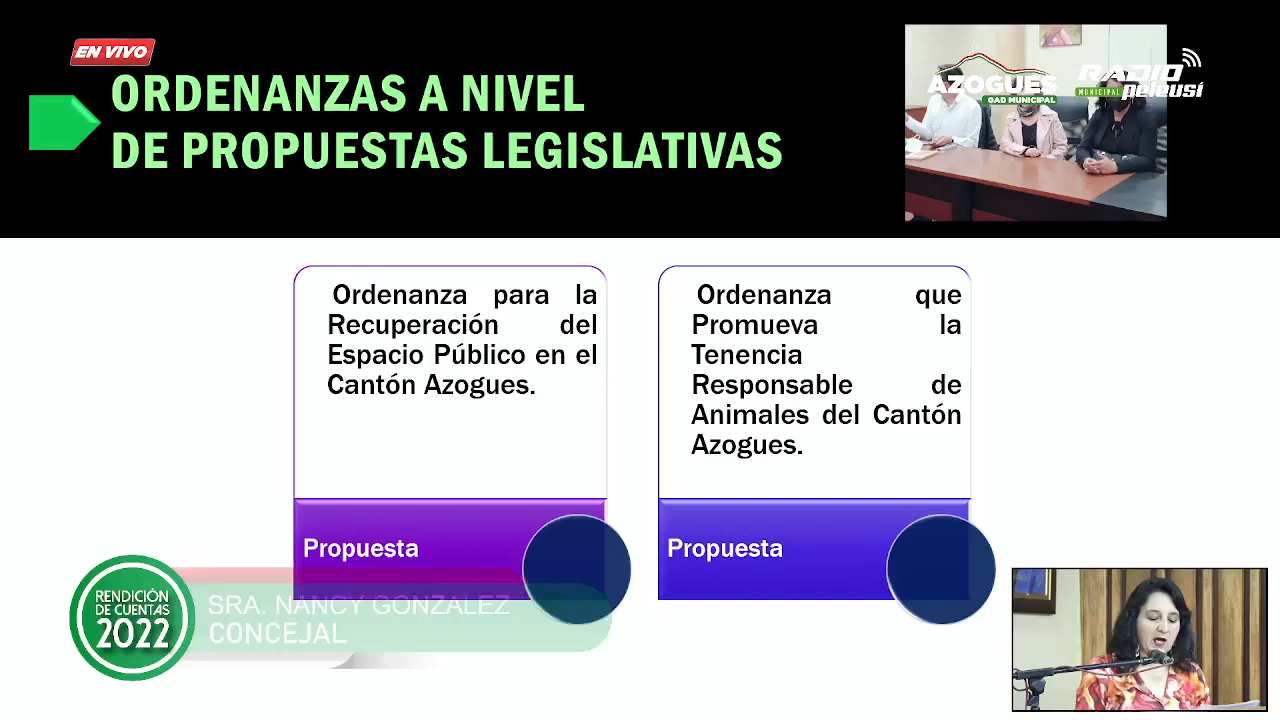 EN VIVO
ORDENANZAS A NIVEL
DE PROPUESTAS LEGISLATIVAS
AZOGUES
GAD MUNICIPAL
RADIO
MUNICIPAL peleusí
Ordenanza para la
Recuperación del
Espacio Público en el
Cantón Azogues.
Propuesta
Ordenanza que
Promueva la
Tenencia
Responsable de
Animales del Cantón
Azogues.
Propuesta
RENDICIÓN
DE CUENTAS
2022
SRA. NANCY GONZALEZ
CONCEJAL